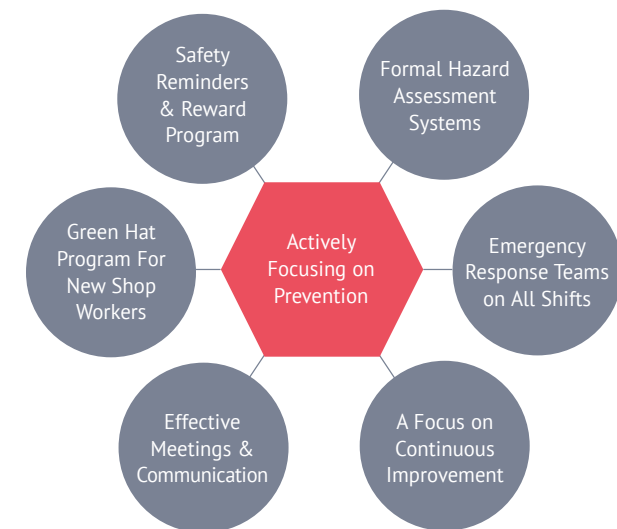 Safety
Reminders
& Reward
Program
Formal Hazard
Assessment
Systems
Green Hat
Program For
New Shop
Workers
Actively
Focusing on
Prevention
Emergency
Response Teams
on All Shifts
Effective
Meetings &
Communication
A Focus on
Continuous
Improvement